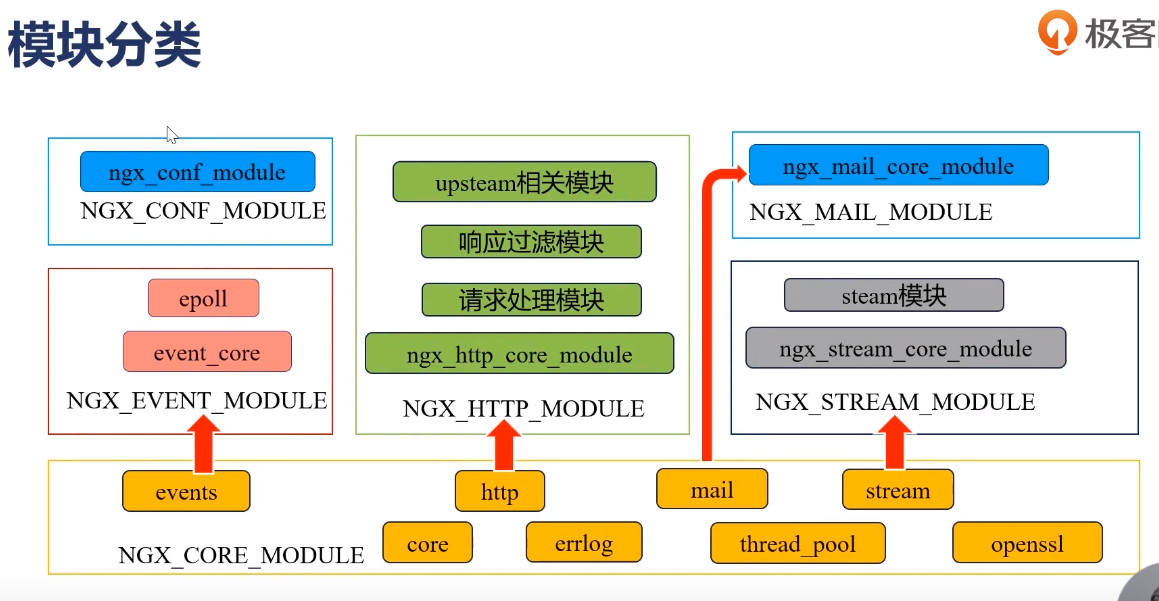 模块分类
极客
ngx_conf_module
NGX_CONF_MODULE
epoll
event_core
NGX_EVENT_MODULE
upsteam相关模块
响应过滤模块
请求处理模块
ngx_http_core_module
NGX_HTTP_MODULE
ngx_mail_core_module
NGX_MAIL_MODULE
steam模块
ngx_stream_core_module
NGX_STREAM_MODULE
events
http
mail
stream
core
errlog
thread_pool
openssl
NGX_CORE_MODULE